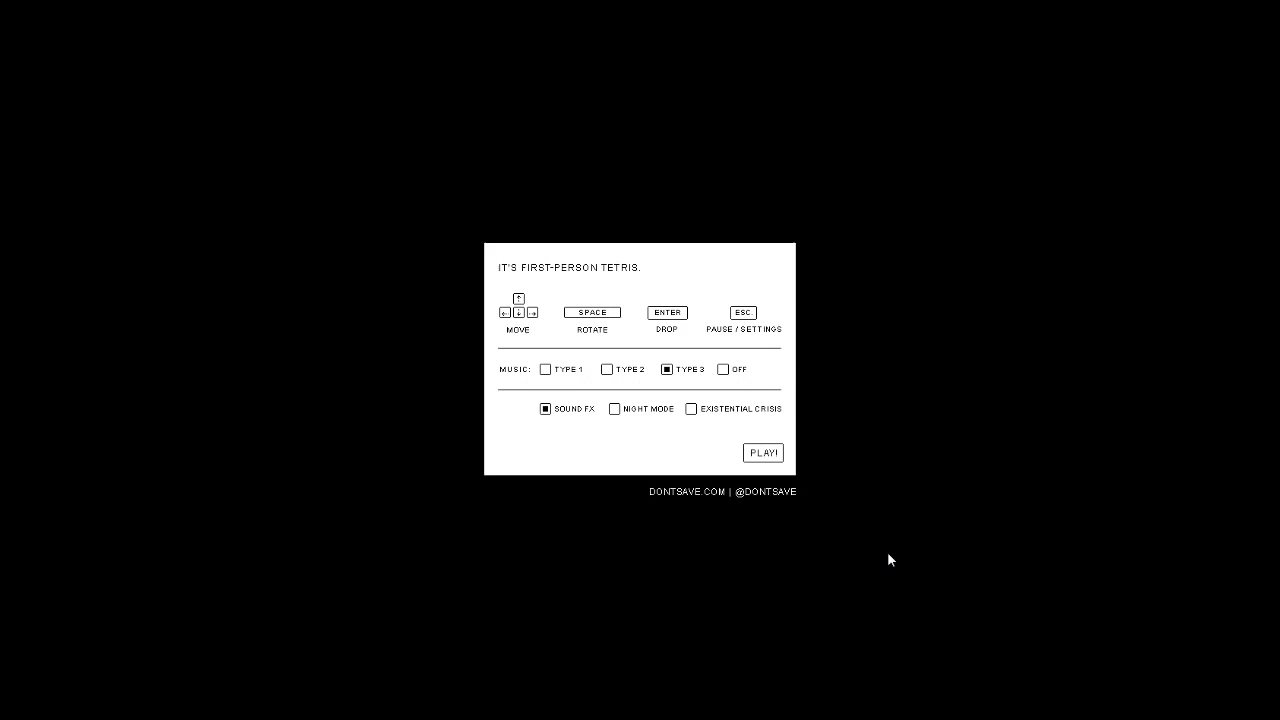 IT'S FIRST-PERSON TETRIS.
↑
← ↓ → SPACE ENTER ESC.
MOVE ROTATE DROP PAUSE / SETTINGS
MUSIC: TYPE 1 TYPE 2 TYPE 3 OFF
SOUND FX NIGHT MODE EXISTENTIAL CRISIS
PLAY!
DONTSAVE.COM | @DONTSAVE